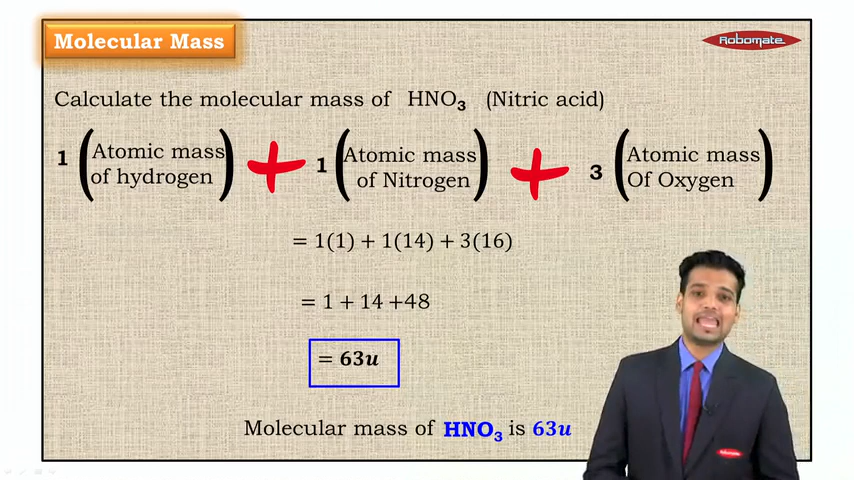 Molecular Mass
Robomate
Calculate the molecular mass of HNO₃ (Nitric acid)
1 (Atomic mass of hydrogen) + 1 (Atomic mass of Nitrogen) + 3 (Atomic mass Of Oxygen)
= 1(1) + 1(14) + 3(16)
= 1 + 14 +48
= 63u
Molecular mass of HNO₃ is 63u
Robomate